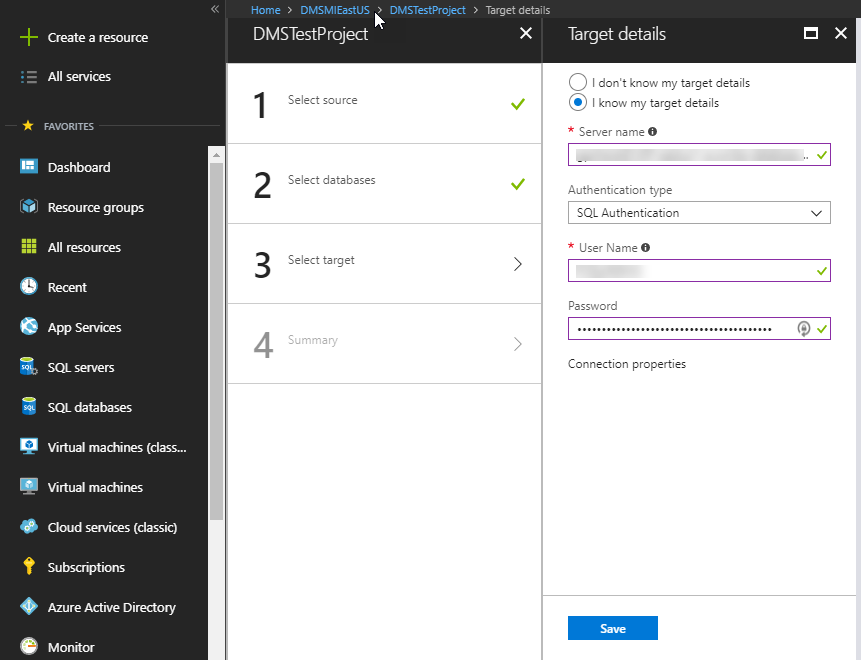 Home > DMSMIEastUS > DMSTestProject > Target details
«
Create a resource
All services
FAVORITES
Dashboard
Resource groups
All resources
Recent
App Services
SQL servers
SQL databases
Virtual machines (class...
Virtual machines
Cloud services (classic)
Subscriptions
Azure Active Directory
Monitor
DMSTestProject
1 Select source
2 Select databases
3 Select target
4 Summary
Target details
I don't know my target details
I know my target details
* Server name
Authentication type
SQL Authentication
* User Name
Password
Connection properties
Save